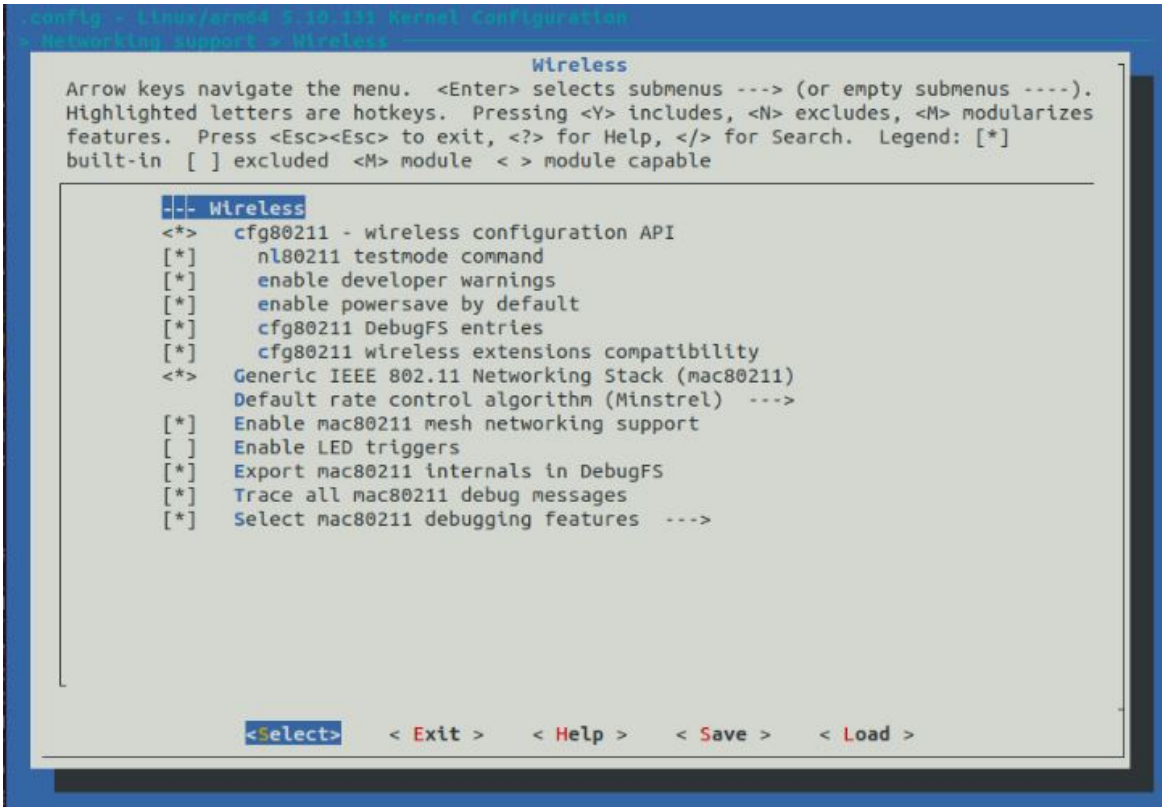 .config - Linux/arm64 5.10.131 Kernel Configuration
> Networking support > Wireless
Wireless
Arrow keys navigate the menu.  <Enter> selects submenus ---> (or empty submenus ----).
Highlighted letters are hotkeys.  Pressing <Y> includes, <N> excludes, <M> modularizes
features.  Press <Esc><Esc> to exit, <?> for Help, </> for Search.  Legend: [*]
built-in  [ ] excluded  <M> module  < > module capable
--- Wireless
<*>   cfg80211 - wireless configuration API
[*]     nl80211 testmode command
[*]     enable developer warnings
[*]     enable powersave by default
[*]     cfg80211 DebugFS entries
[*]     cfg80211 wireless extensions compatibility
<*>   Generic IEEE 802.11 Networking Stack (mac80211)
Default rate control algorithm (Minstrel)  --->
[*]   Enable mac80211 mesh networking support
[ ]   Enable LED triggers
[*]   Export mac80211 internals in DebugFS
[*]   Trace all mac80211 debug messages
[*]   Select mac80211 debugging features  --->
<Select>    < Exit >    < Help >    < Save >    < Load >